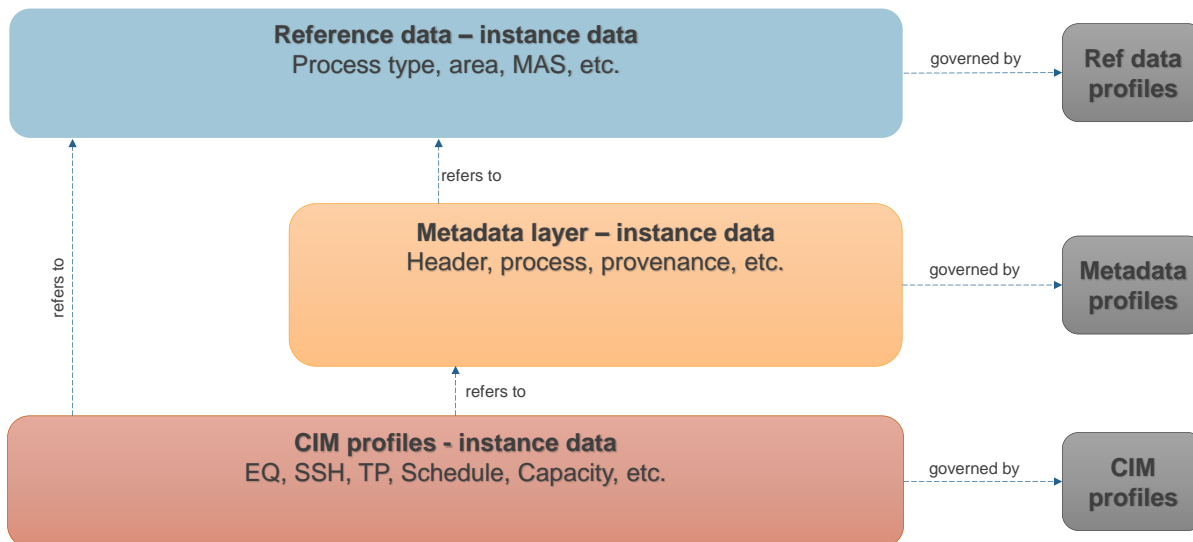 Reference data – instance data
Process type, area, MAS, etc.
governed by
Ref data
profiles
refers to
refers to
Metadata layer – instance data
Header, process, provenance, etc.
governed by
Metadata
profiles
refers to
CIM profiles - instance data
EQ, SSH, TP, Schedule, Capacity, etc.
governed by
CIM
profiles